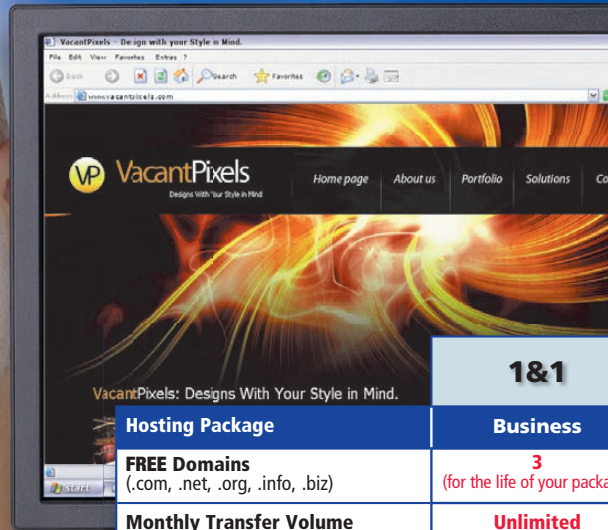 VacantPixels - Design with your Style in Mind.
File Edit View Favorites Extras ?
Back Search Favorites
Address www.vacantpixels.com
VP VacantPixels
Designs With Your Style in Mind
Home page About us Portfolio Solutions Co
VacantPixels: Designs With Your Style in Mind.
1&1
Hosting Package Business
FREE Domains
(.com, .net, .org, .info, .biz)
3
(for the life of your packa
Monthly Transfer Volume Unlimited
start